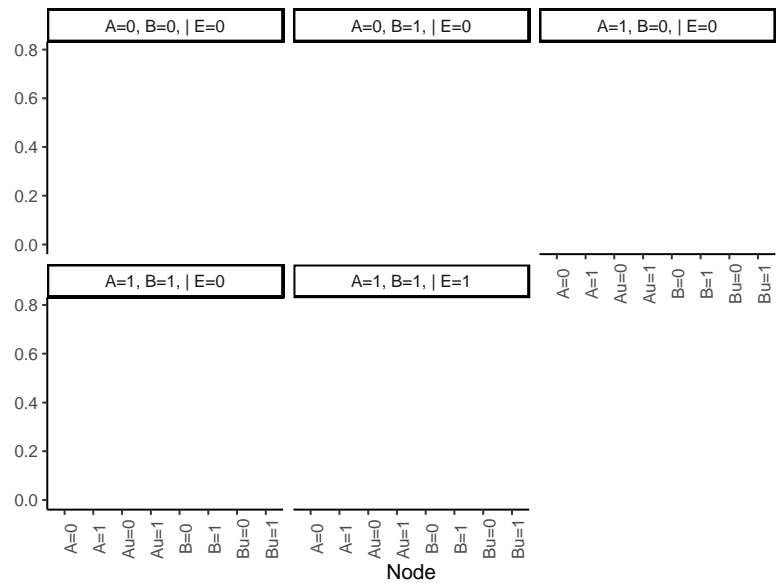 A=0, B=0, | E=0
A=0, B=1, | E=0
A=1, B=0, | E=0
0.8
0.6
0.4
0.2
0.0
A=0
A=1
Au=0
Au=1
B=0
B=1
Bu=0
Bu=1
A=1, B=1, | E=0
A=1, B=1, | E=1
0.8
0.6
0.4
0.2
0.0
A=0
A=1
Au=0
Au=1
B=0
B=1
Bu=0
Bu=1
A=0
A=1
Au=0
Au=1
B=0
B=1
Bu=0
Bu=1
Node